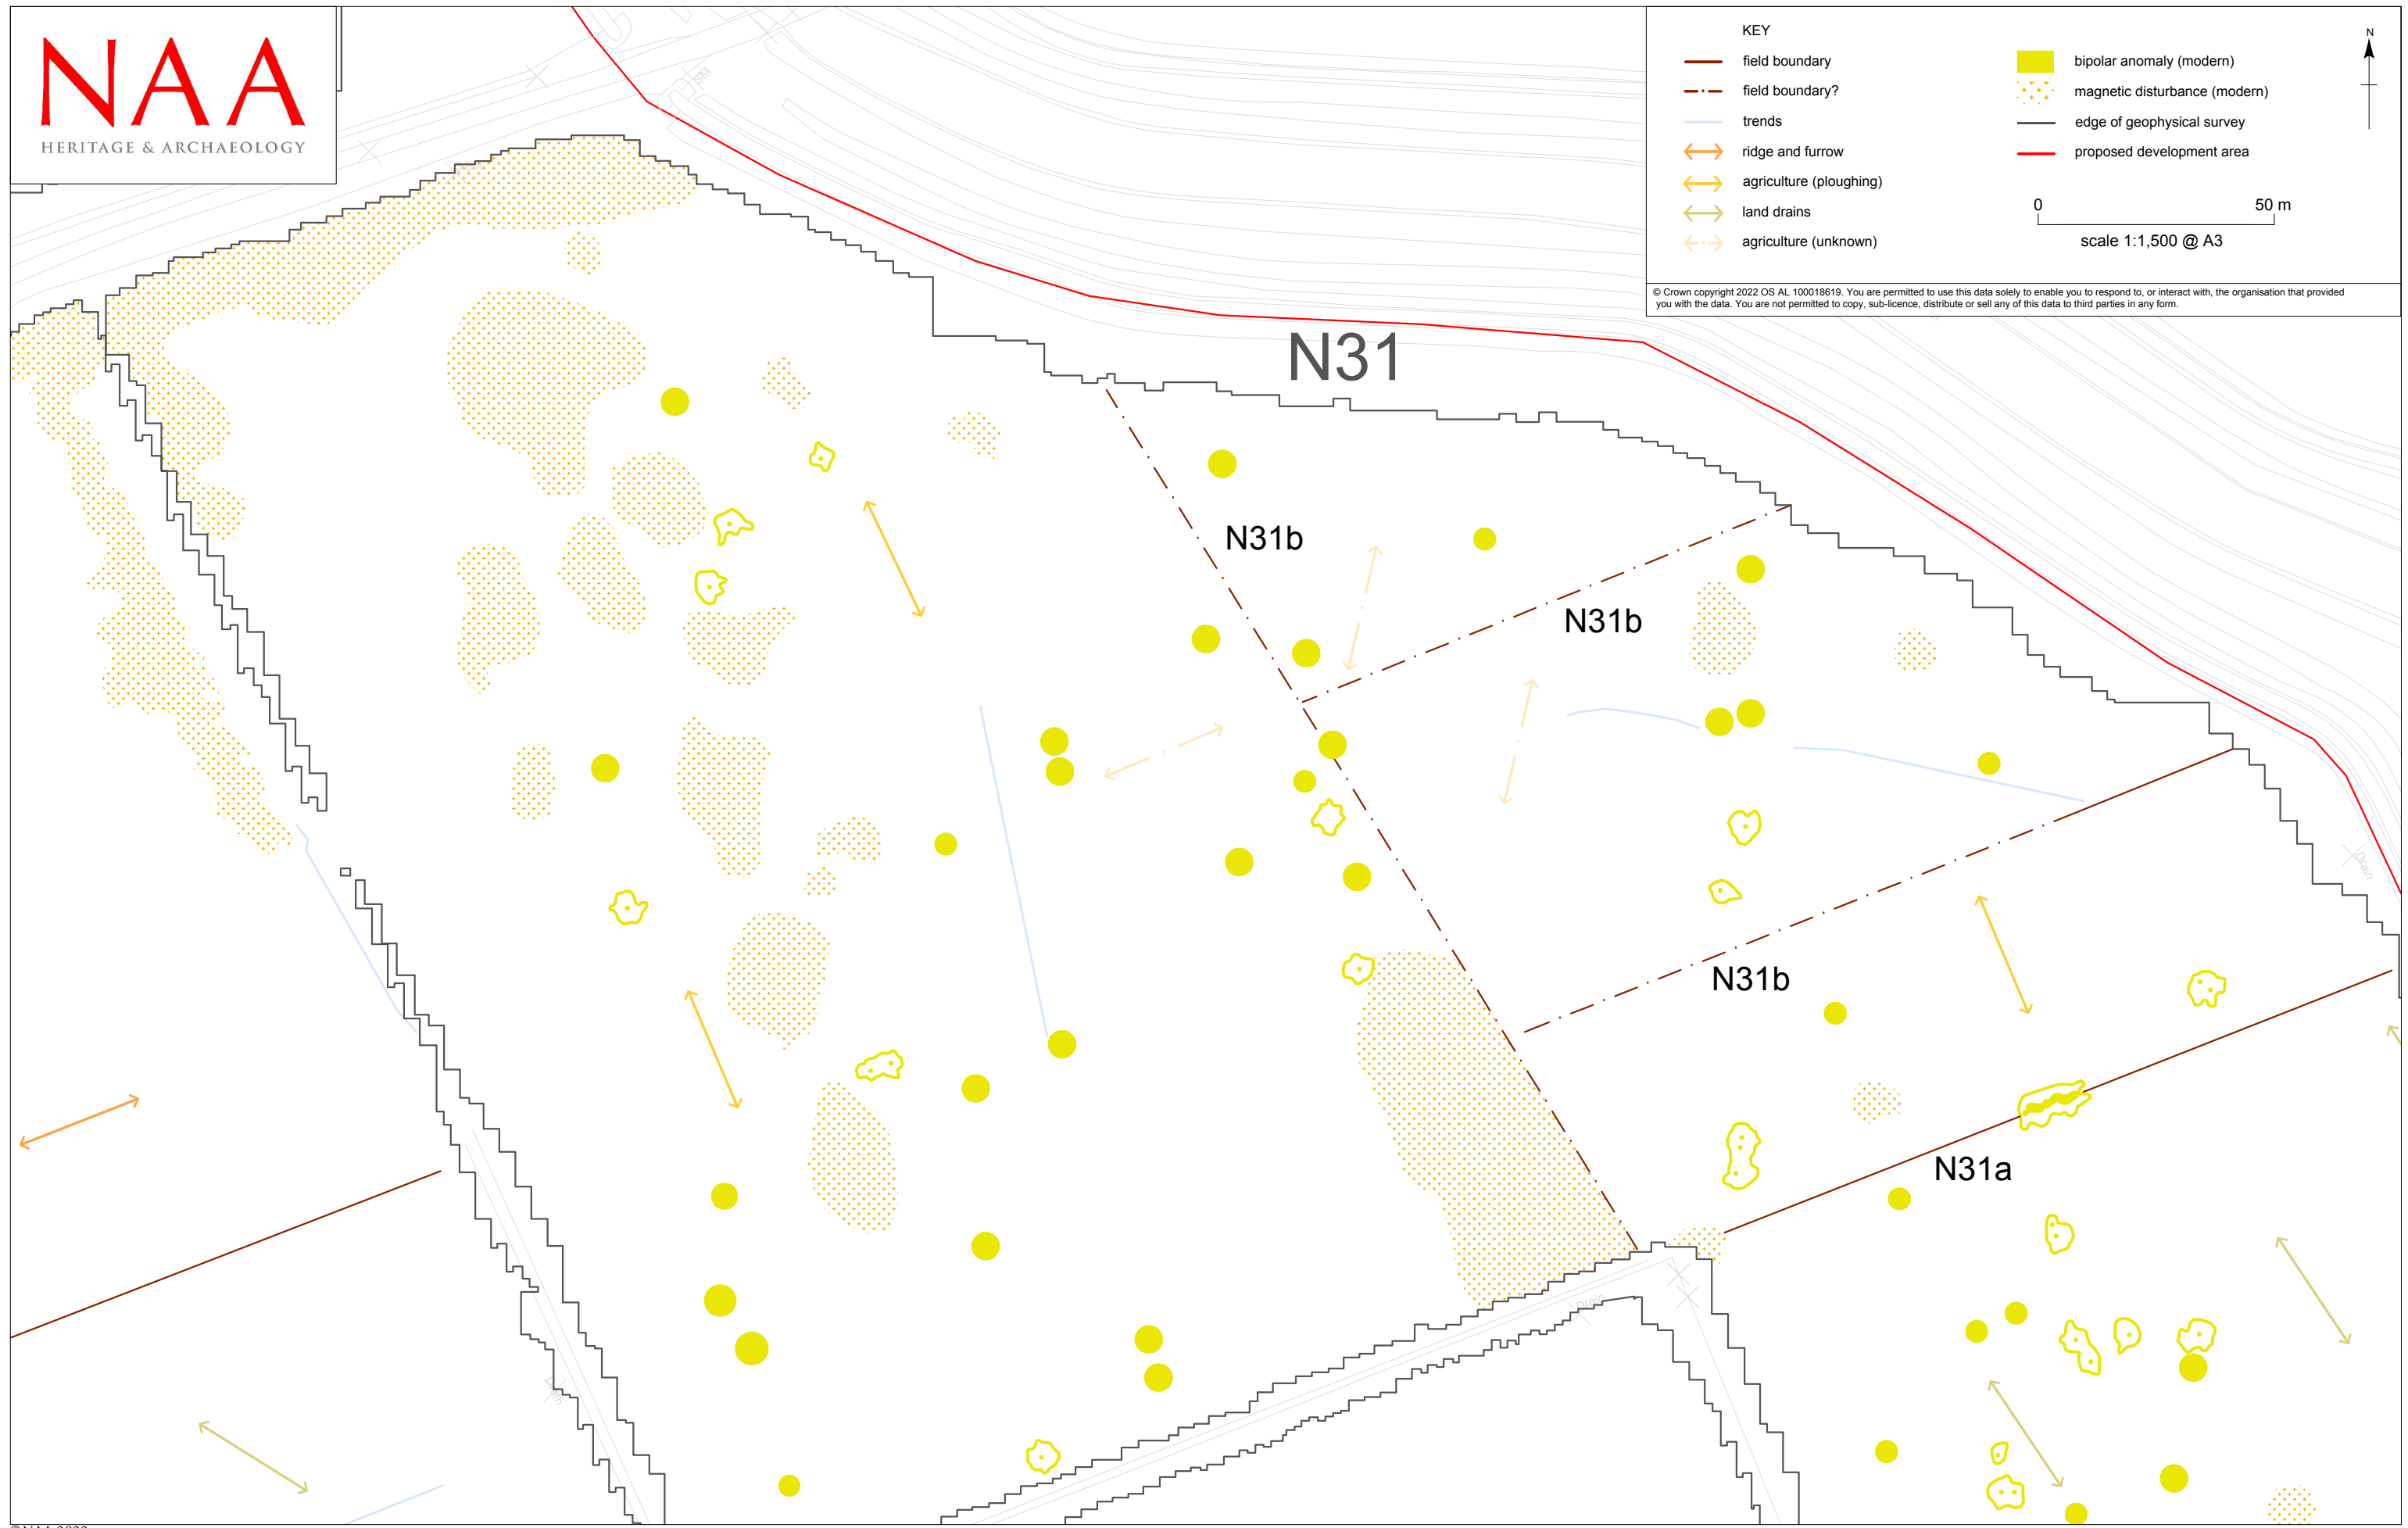 NAA
HERITAGE & ARCHAEOLOGY
SM
KEY
field boundary
field boundary?
trends
ridge and furrow
agriculture (ploughing)
land drains
agriculture (unknown)
bipolar anomaly (modern)
magnetic disturbance (modern)
edge of geophysical survey
proposed development area
N
0 50 m
scale 1:1,500 @ A3
© Crown copyright 2022 OS AL 100018619. You are permitted to use this data solely to enable you to respond to, or interact with, the organisation that provided
you with the data. You are not permitted to copy, sub-licence, distribute or sell any of this data to third parties in any form.
N31
N31b
N31b
Drain
N31b
N31a
Drain
Drain